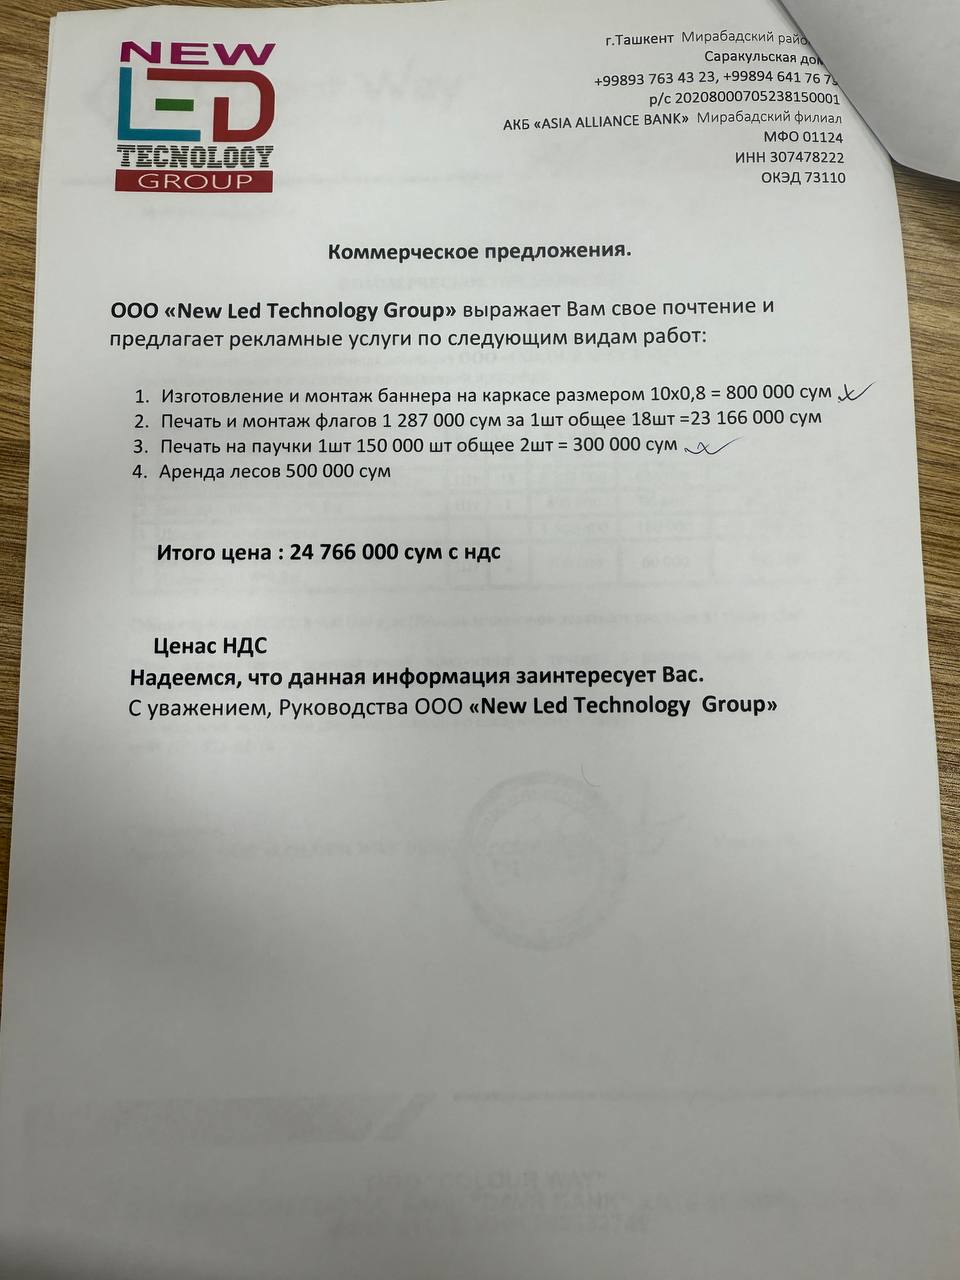 NEW
LED
TECNOLOGY
GROUP
г.Ташкент Мирабадский
Саракульская
+99893 763 43 23, +99894 641 76
р/с 20208000705238150001
АКБ «ASIA ALLIANCE BANK» Мирабадский филиал
МФО 01124
ИНН 307478222
ОКЭД 73110
Коммерческое предложения.
ООО «New Led Technology Group» выражает Вам свое почтение и
предлагает рекламные услуги по следующим видам работ:
1. Изготовление и монтаж баннера на каркасе размером 10х0,8 = 800 000 сум
2. Печать и монтаж флагов 1 287 000 сум за 1шт общее 18шт =23 166 000 сум
3. Печать на паучки 1шт 150 000 шт общее 2шт = 300 000 сум
4. Аренда лесов 500 000 сум
Итого цена : 24 766 000 сум с ндс
Ценас НДС
Надеемся, что данная информация заинтересует Вас.
С уважением, Руководства ООО «New Led Technology Group»